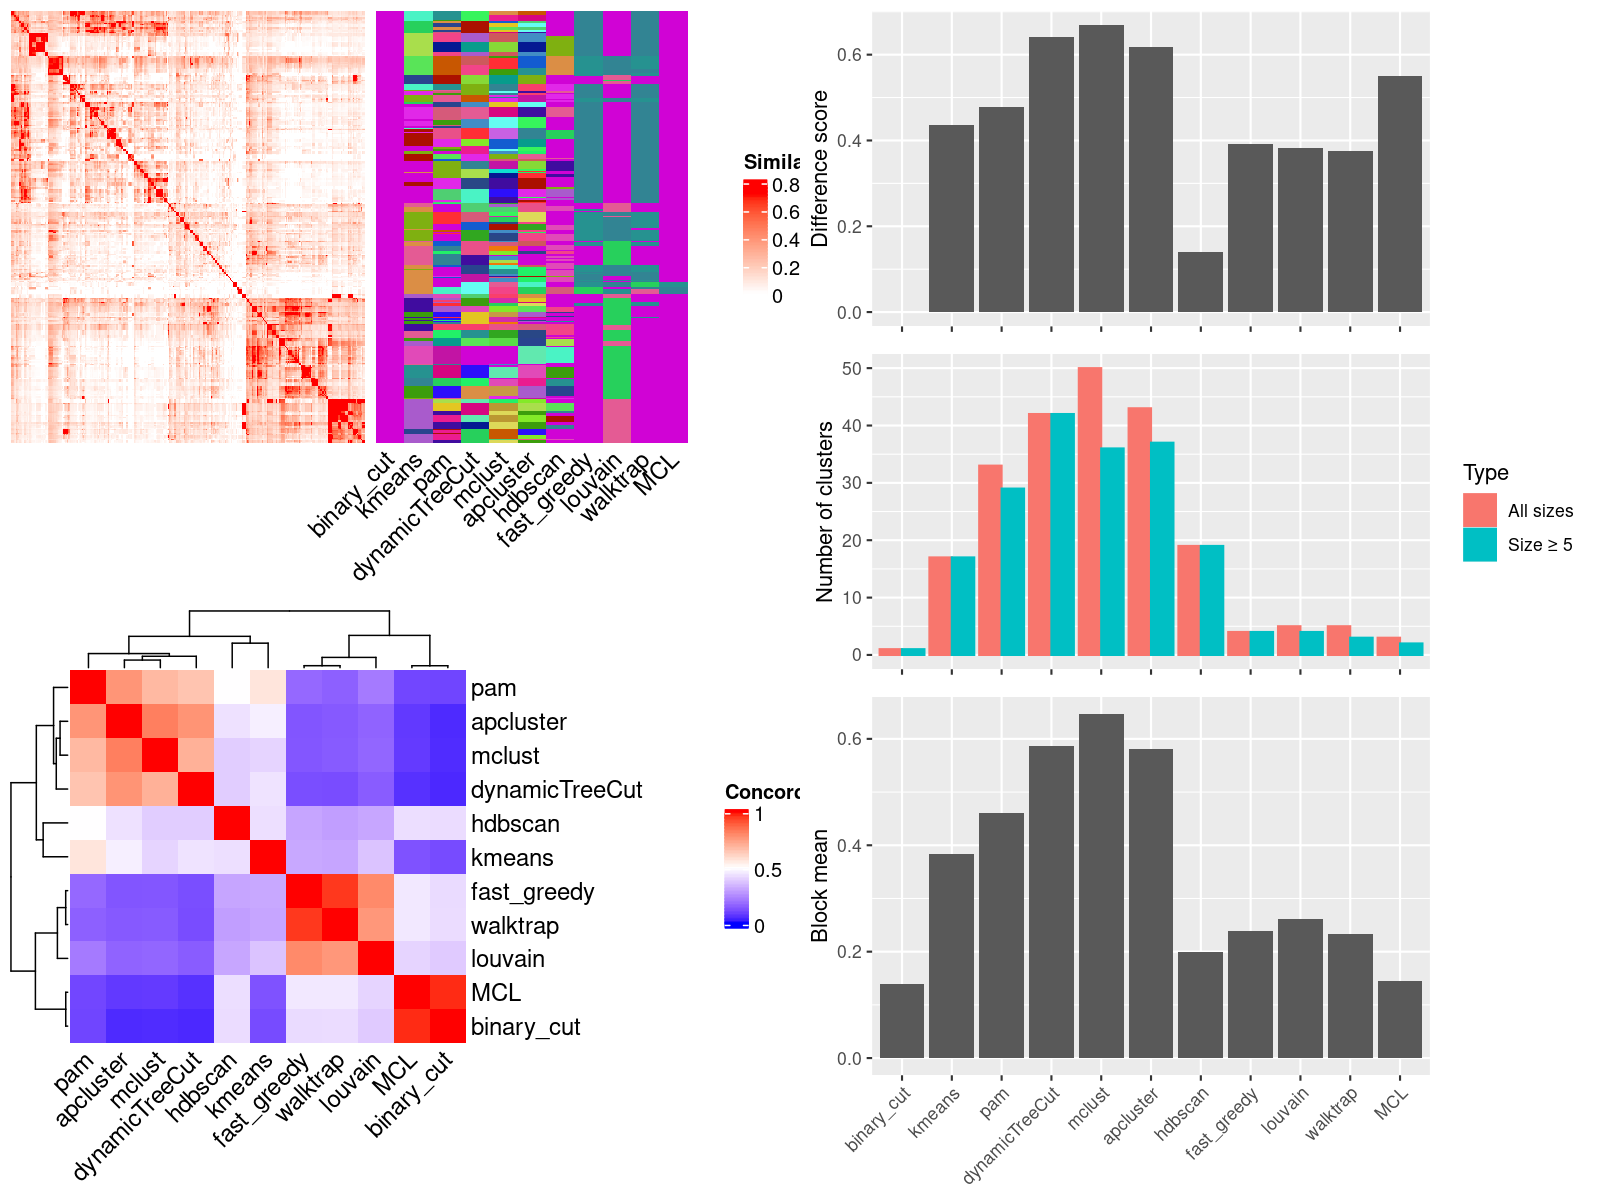 Simila
0.8
0.6
0.4
0.2
0
binary_cut
kmeans
pam
dynamicTreeCut
mclust
apcluster
hdbscan
fast_greedy
louvain
walktrap
MCL
pam
apcluster
mclust
dynamicTreeCut
hdbscan
kmeans
fast_greedy
walktrap
louvain
MCL
binary_cut
pam
apcluster
mclust
dynamicTreeCut
hdbscan
kmeans
fast_greedy
walktrap
louvain
MCL
binary_cut
Concord
1
0.5
0
Difference score
0.6
0.4
0.2
0.0
Number of clusters
50
40
30
20
10
0
Type
All sizes
Size ≥ 5
Block mean
0.6
0.4
0.2
0.0
binary_cut
kmeans
pam
dynamicTreeCut
mclust
apcluster
hdbscan
fast_greedy
louvain
walktrap
MCL